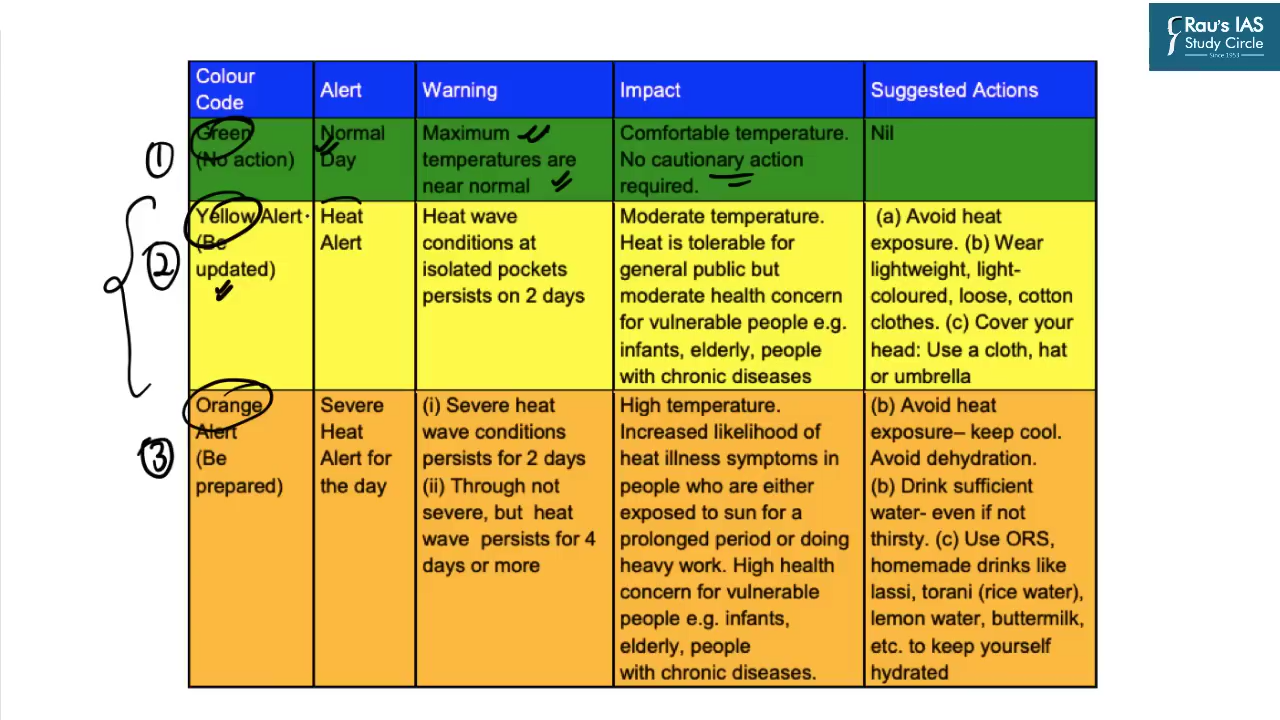 Rau's IAS
Study Circle
Since 1953
Colour
Code
Alert
Warning
Impact
Suggested Actions
①
Green
(No action)
Normal
Day
Maximum
temperatures are
near normal
Comfortable temperature.
No cautionary action
required.
Nil
②
Yellow Alert
(Be
updated)
Heat
Alert
Heat wave
conditions at
isolated pockets
persists on 2 days
Moderate temperature.
Heat is tolerable for
general public but
moderate health concern
for vulnerable people e.g.
infants, elderly, people
with chronic diseases
(a) Avoid heat
exposure. (b) Wear
lightweight, light-
coloured, loose, cotton
clothes. (c) Cover your
head: Use a cloth, hat
or umbrella
③
Orange
Alert
(Be
prepared)
Severe
Heat
Alert for
the day
(i) Severe heat
wave conditions
persists for 2 days
(ii) Through not
severe, but heat
wave persists for 4
days or more
High temperature.
Increased likelihood of
heat illness symptoms in
people who are either
exposed to sun for a
prolonged period or doing
heavy work. High health
concern for vulnerable
people e.g. infants,
elderly, people
with chronic diseases.
(b) Avoid heat
exposure– keep cool.
Avoid dehydration.
(b) Drink sufficient
water- even if not
thirsty. (c) Use ORS,
homemade drinks like
lassi, torani (rice water),
lemon water, buttermilk,
etc. to keep yourself
hydrated